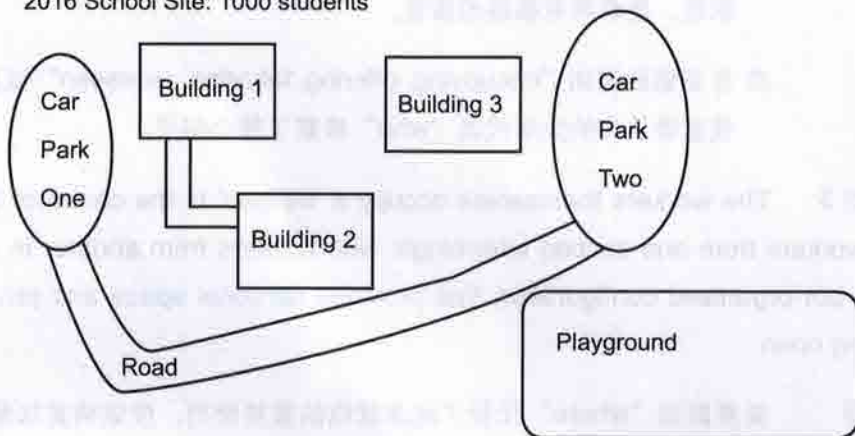 2016 School Site: 1000 students
Car
Park
One
Building 1
Building 2
Building 3
Car
Park
Two
Road
Playground